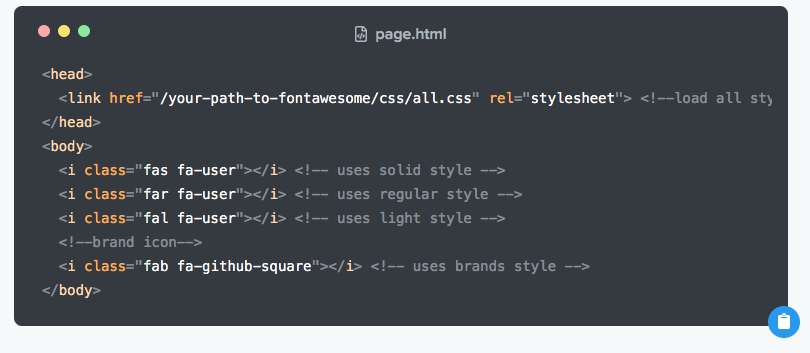 page.html
<head>
<link href="/your-path-to-fontawesome/css/all.css" rel="stylesheet"> <!--load all
</head>
<body>
<i class="fas fa-user"></i> <!-- uses solid style -->
<i class="far fa-user"></i> <!-- uses regular style -->
<i class="fal fa-user"></i> <!-- uses light style -->
<!--brand icon-->
<i class="fab fa-github-square"></i> <!-- uses brands style -->
</body>